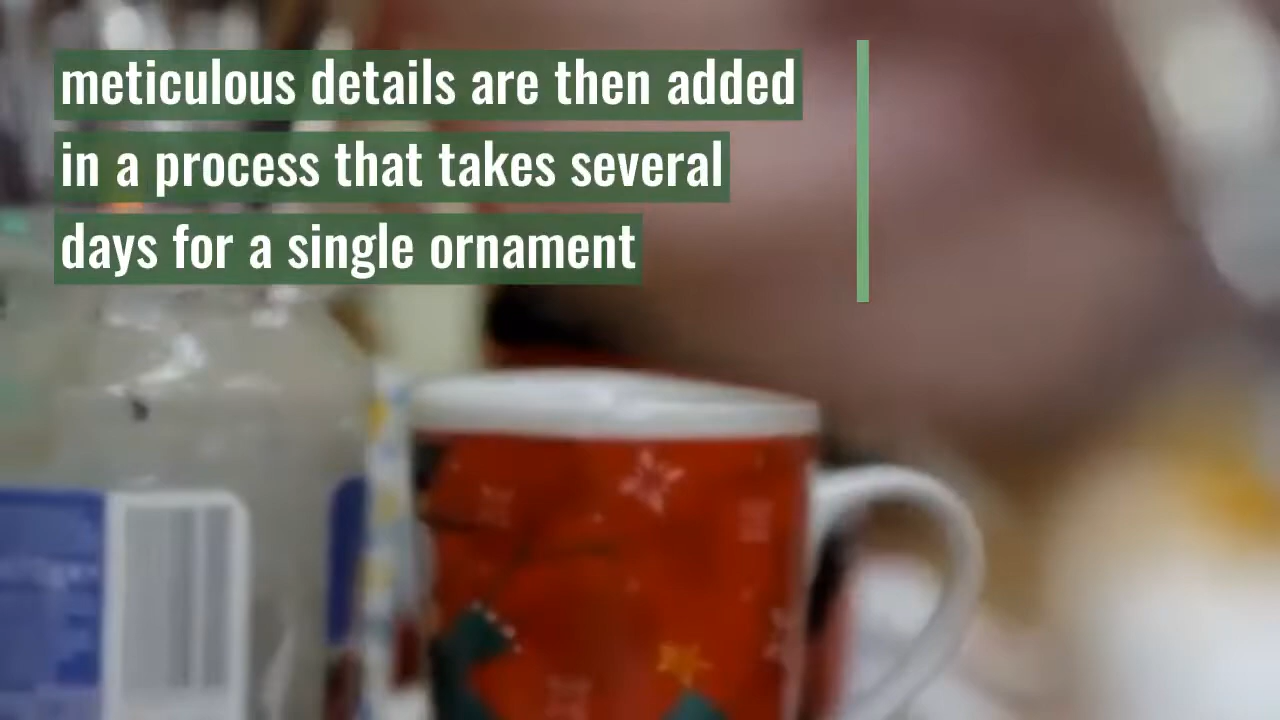 meticulous details are then added
in a process that takes several
days for a single ornament